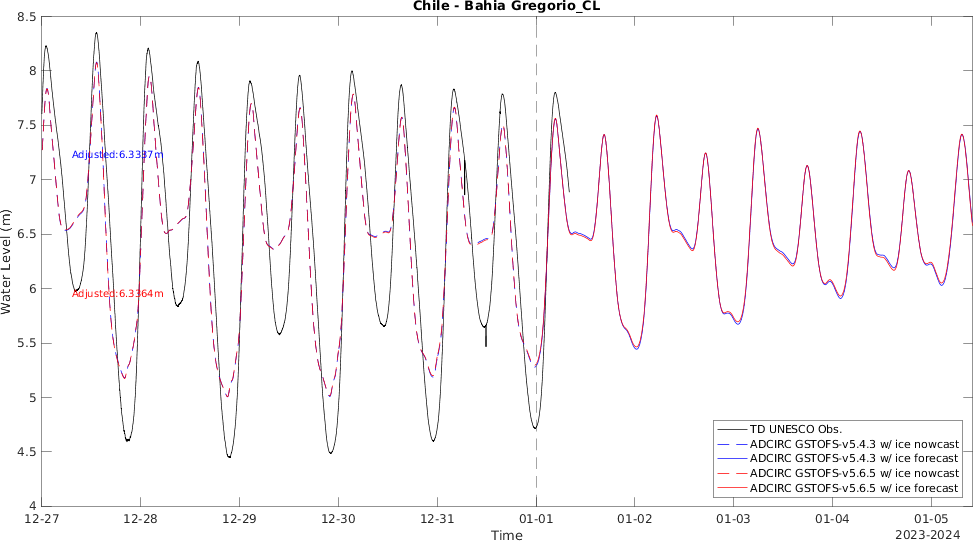 Chile - Bahia Gregorio_CL
Water Level (m)
8.5
8
7.5
7
6.5
6
5.5
5
4.5
4
Adjusted:6.3337m
Adjusted:6.3364m
TD UNESCO Obs.
ADCIRC GSTOFS-v5.4.3 w/ ice nowcast
ADCIRC GSTOFS-v5.4.3 w/ ice forecast
ADCIRC GSTOFS-v5.6.5 w/ ice nowcast
ADCIRC GSTOFS-v5.6.5 w/ ice forecast
12-27 12-28 12-29 12-30 12-31 01-01 01-02 01-03 01-04 01-05
Time
2023-2024